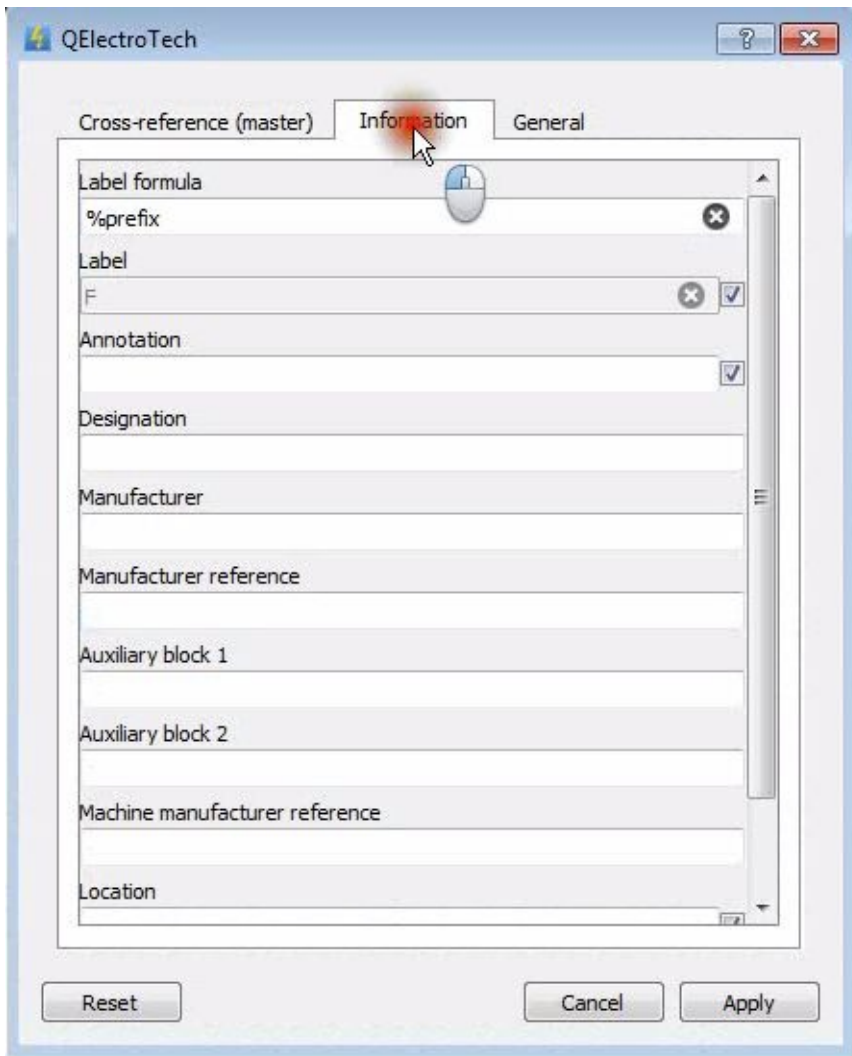 QElectroTech
Cross-reference (master) Information General
Label formula
%prefix
Label
F
Annotation
Designation
Manufacturer
Manufacturer reference
Auxiliary block 1
Auxiliary block 2
Machine manufacturer reference
Location
Reset Cancel Apply